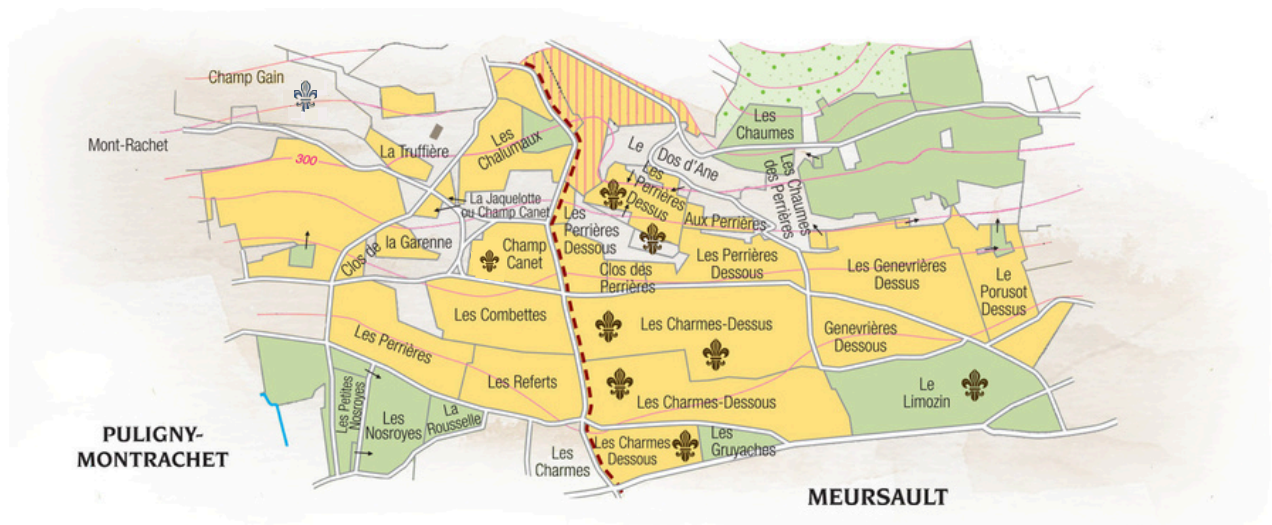 Champ Gain
Mont-Rachet
300
La Truffière
Les
Chalumaux
La Jaquelotte
ou Champ Canet
Clos de la Garenne
Champ
Canet
Les Combettes
Les Perrières
Les Referts
Les Petites
Nosroyes
Les
Nosroyes
La
Rousselle
PULIGNY-
MONTRACHET
Les
Charmes
Le Dos d'Ane
Les
Perrières
Dessus
Les
Perrières
Dessous
Clos des
Perrières
Aux Perrières
Les Perrières
Dessous
Les
Chaumes
Les Chaumes
des Perrières
Les Genevrières
Dessus
Le
Porusot
Dessus
Les Charmes-Dessus
Genevrières
Dessous
Les Charmes-Dessous
Le
Limozin
Les Charmes
Dessous
Les
Gruyaches
MEURSAULT